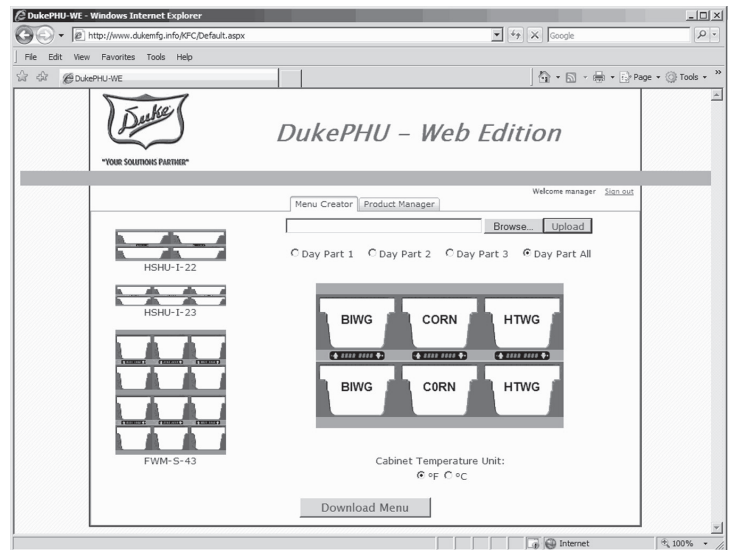 DukePHU-WE - Windows Internet Explorer
http://www.dukemfg.info/KFC/Default.aspx
Google
File Edit View Favorites Tools Help
DukePHU-WE
Page Tools
Duke
"YOUR SOLUTIONS PARTNER"
DukePHU – Web Edition
Welcome manager Sign out
Menu Creator Product Manager
Browse... Upload
Day Part 1 Day Part 2 Day Part 3 Day Part All
HSHU-I-22
HSHU-I-23
FWM-S-43
BIWG CORN HTWG
#### #### #### #### #### ####
BIWG C0RN HTWG
Cabinet Temperature Unit:
°F °C
Download Menu
Internet 100%